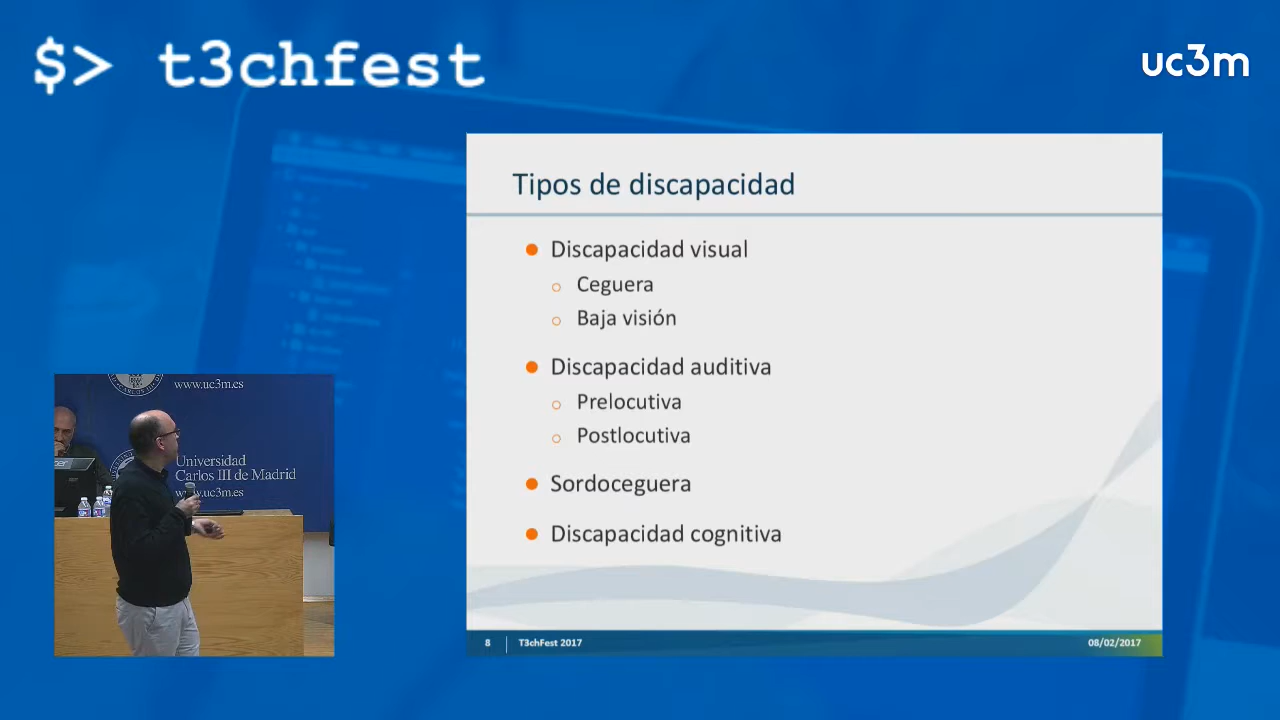 $> t3chfest
uc3m
Tipos de discapacidad
Discapacidad visual
Ceguera
Baja visión
Discapacidad auditiva
Prelocutiva
Postlocutiva
Sordoceguera
Discapacidad cognitiva
8 T3chFest 2017 08/02/2017
www.uc3m.es
Universidad
Carlos III de Madrid
www.uc3m.es